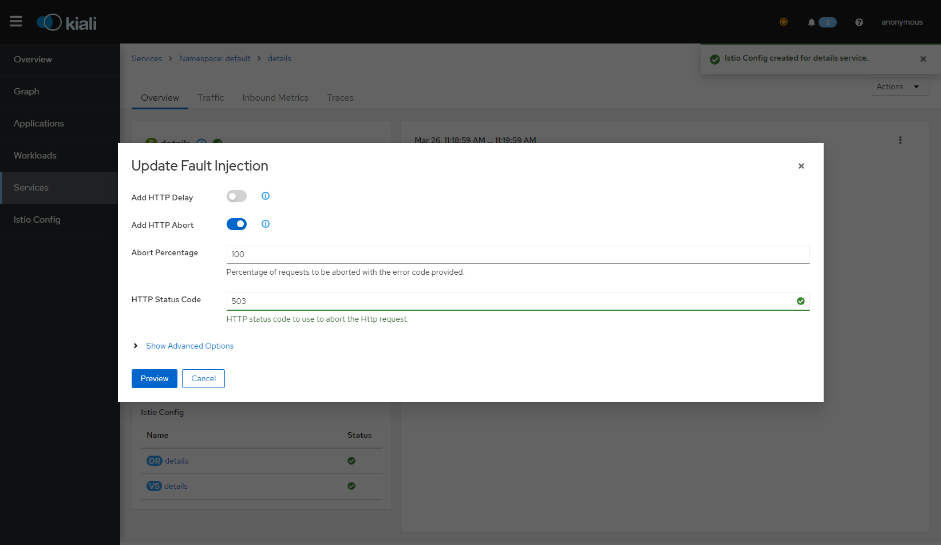 kiali
2
anonymous
Overview
Graph
Applications
Workloads
Services
Istio Config
Services > Namespace: default > details
Istio Config created for details service.
Actions
Overview Traffic Inbound Metrics Traces
S details
Mar 26, 11:18:59 AM ... 11:19:59 AM
Update Fault Injection
Add HTTP Delay
Add HTTP Abort
Abort Percentage
100
Percentage of requests to be aborted with the error code provided.
HTTP Status Code
503
HTTP status code to use to abort the Http request.
Show Advanced Options
Preview Cancel
Istio Config
Name Status
DR details
VS details